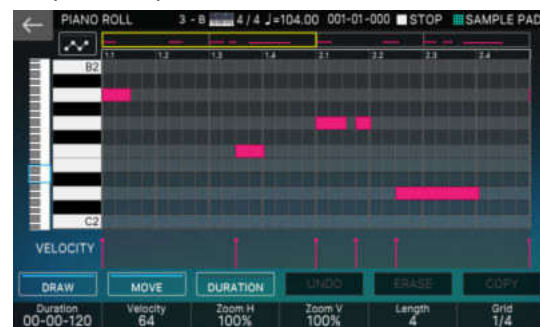 PIANO ROLL 3 - B 4 / 4 ♩=104.00 001-01-000 STOP SAMPLE PAD
1.1 1.2 1.3 1.4 2.1 2.2 2.3 2.4
B2
C2
VELOCITY
DRAW MOVE DURATION UNDO ERASE COPY
Duration Velocity Zoom H Zoom V Length Grid
00-00-120 64 100% 100% 4 1/4